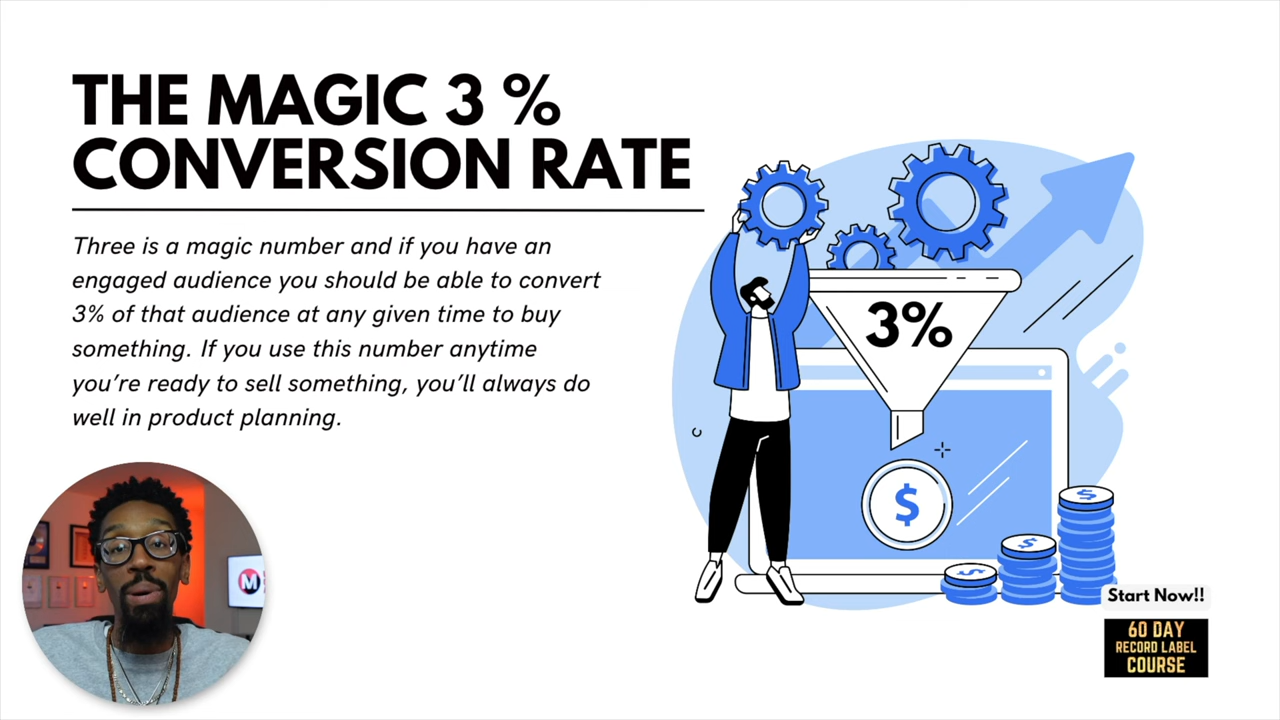 THE MAGIC 3 %
CONVERSION RATE
Three is a magic number and if you have an
engaged audience you should be able to convert
3% of that audience at any given time to buy
something. If you use this number anytime
you’re ready to sell something, you’ll always do
well in product planning.
3%
$
$
$
$
M
Start Now!!
60 DAY
RECORD LABEL
COURSE